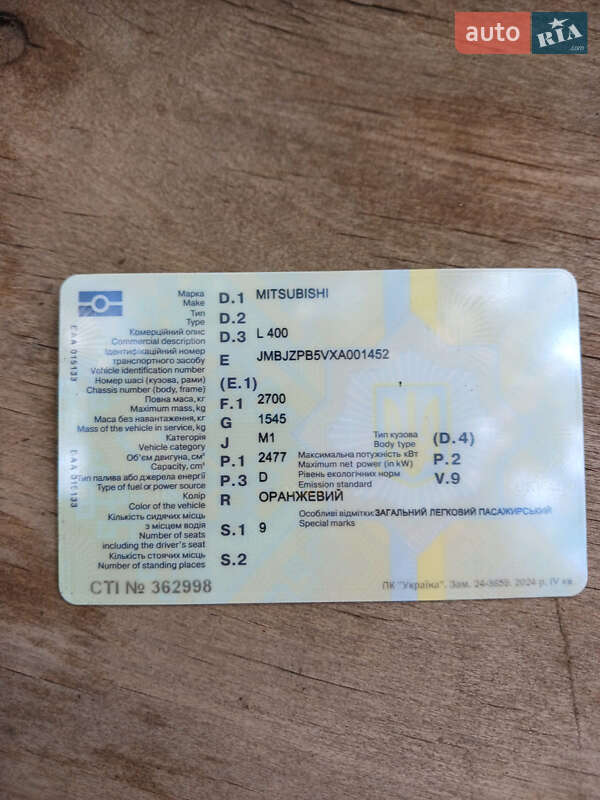 auto RIA .com
Марка D.1 MITSUBISHI
Make
Тип D.2
Type
Комерційний опис D.3 L 400
Commercial description
Ідентифікаційний номер
транспортного засобу E JMBJZPB5VXA001452
Vehicle identification number
Номер шасі (кузова, рами) (E.1)
Chassis number (body, frame)
Повна маса, кг F.1 2700
Maximum mass, kg
Маса без навантаження, кг G 1545
Mass of the vehicle in service, kg
Категорія J M1 Тип кузова (D.4)
Vehicle category Body type
Об'єм двигуна, см³ P.1 2477 Максимальна потужність кВт P.2
Capacity, cm³ Maximum net power (in kW)
Тип палива або джерела енергії P.3 D Рівень екологічних норм V.9
Type of fuel or power source Emission standard
Колір R ОРАНЖЕВИЙ
Color of the vehicle
Кількість сидячих місць Особливі відмітки: ЗАГАЛЬНИЙ ЛЕГКОВИЙ ПАСАЖИРСЬКИЙ
з місцем водія S.1 9 Special marks
Number of seats
including the driver's seat
Кількість стоячих місць S.2
Number of standing places
СТІ № 362998
ПК "Україна". Зам. 24-3659. 2024 р. IV кв.
ЕАА 015133
ЕАА 015133